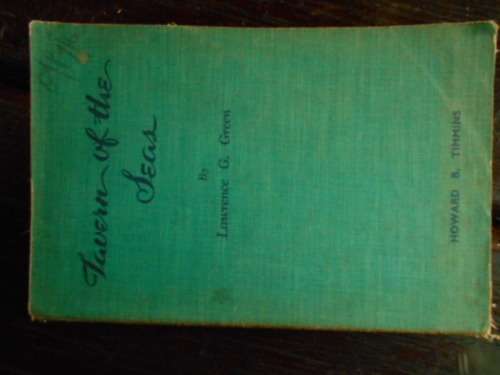 Tavern of the
Seas
By
Lawrence G. Green
HOWARD B. TIMMINS